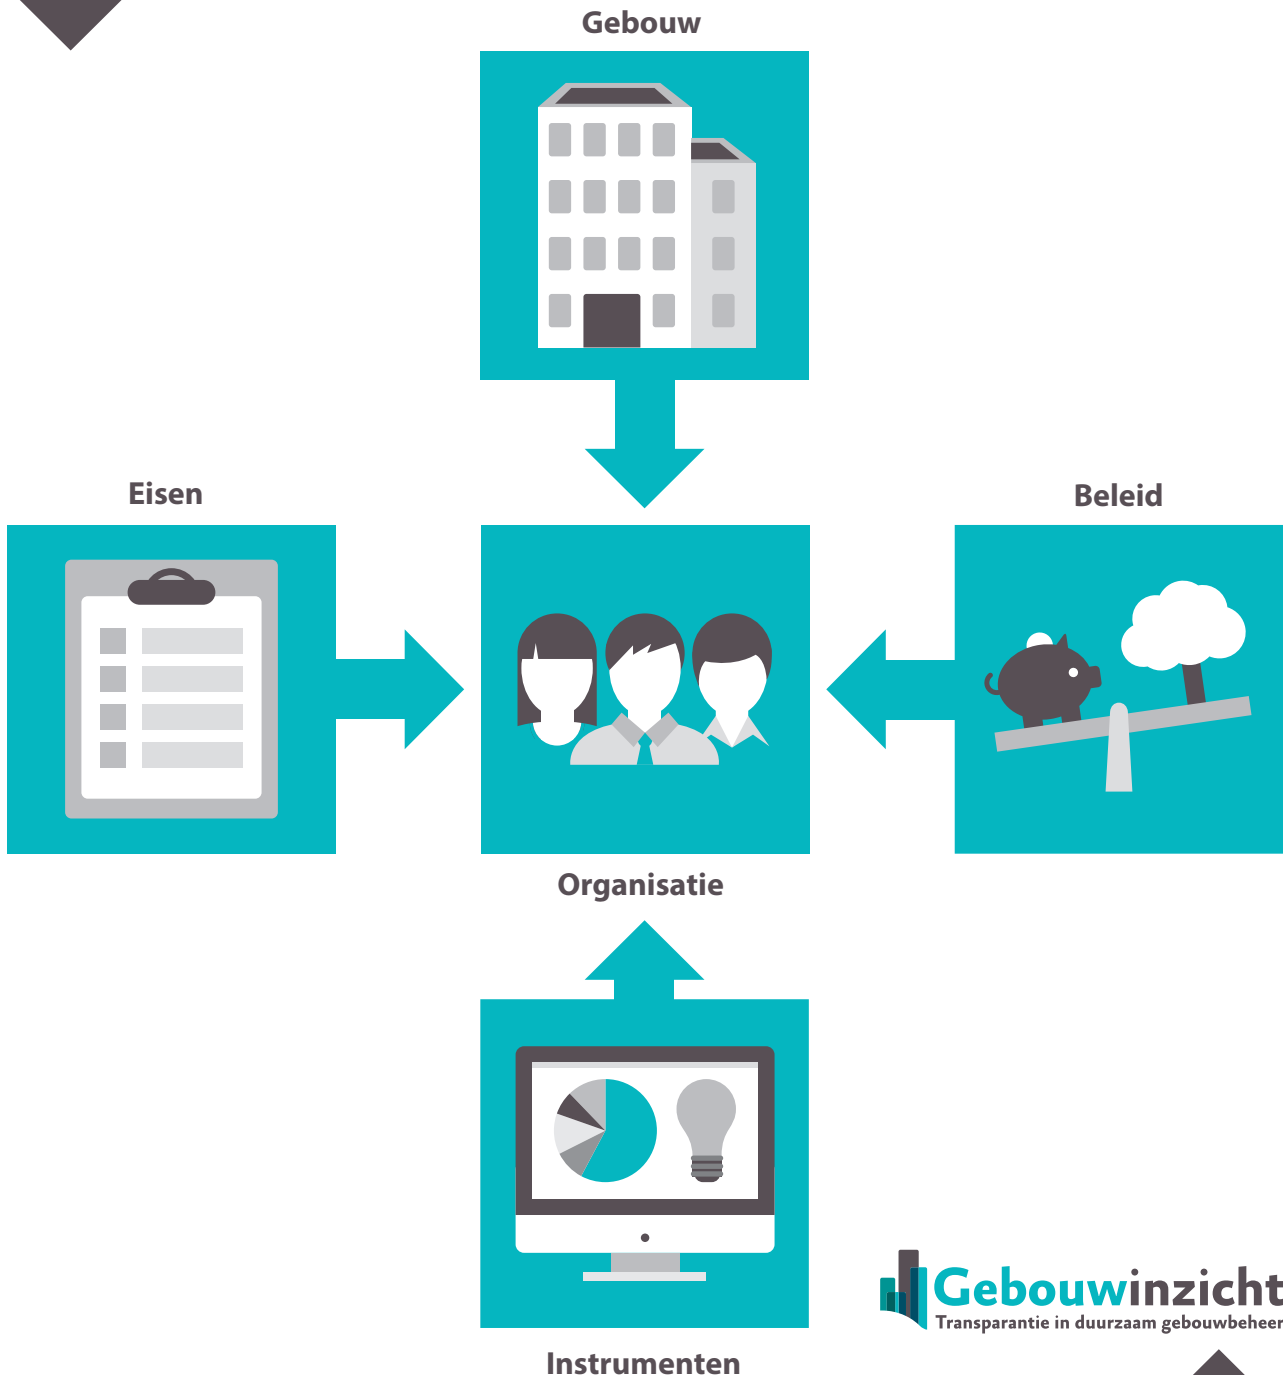 Gebouw
Eisen
Beleid
Organisatie
Instrumenten
Gebouwinzicht
Transparantie in duurzaam gebouwbeheer